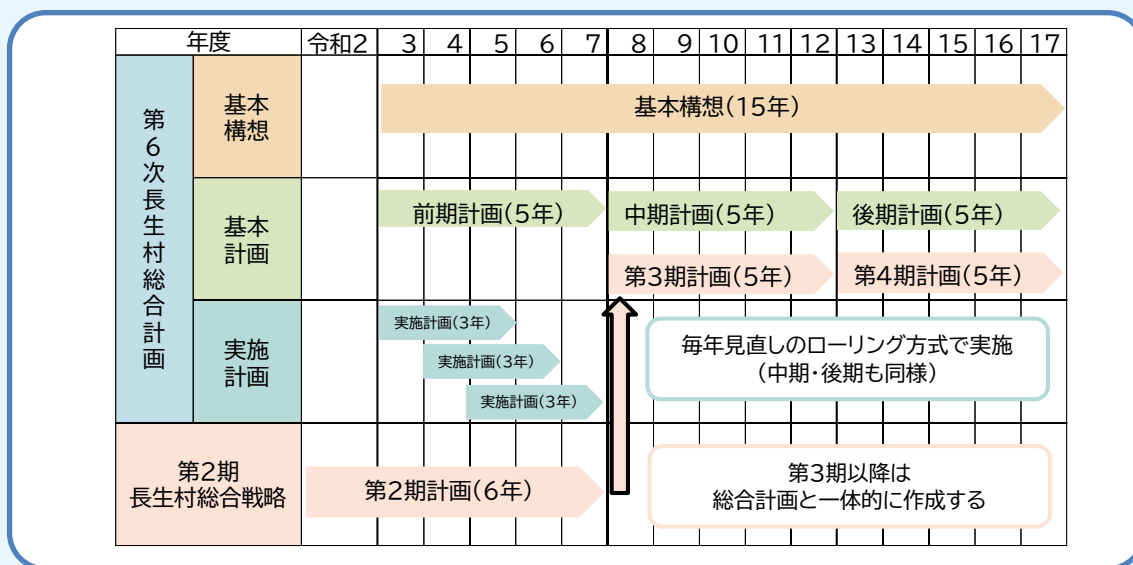 年度 令和2 3 4 5 6 7 8 9 10 11 12 13 14 15 16 17
第6次長生村総合計画
基本
構想
基本構想(15年)
基本
計画
前期計画(5年) 中期計画(5年) 後期計画(5年)
第3期計画(5年) 第4期計画(5年)
実施
計画
実施計画(3年)
実施計画(3年)
実施計画(3年)
毎年見直しのローリング方式で実施
(中期・後期も同様)
第2期
長生村総合戦略
第2期計画(6年)
第3期以降は
総合計画と一体的に作成する